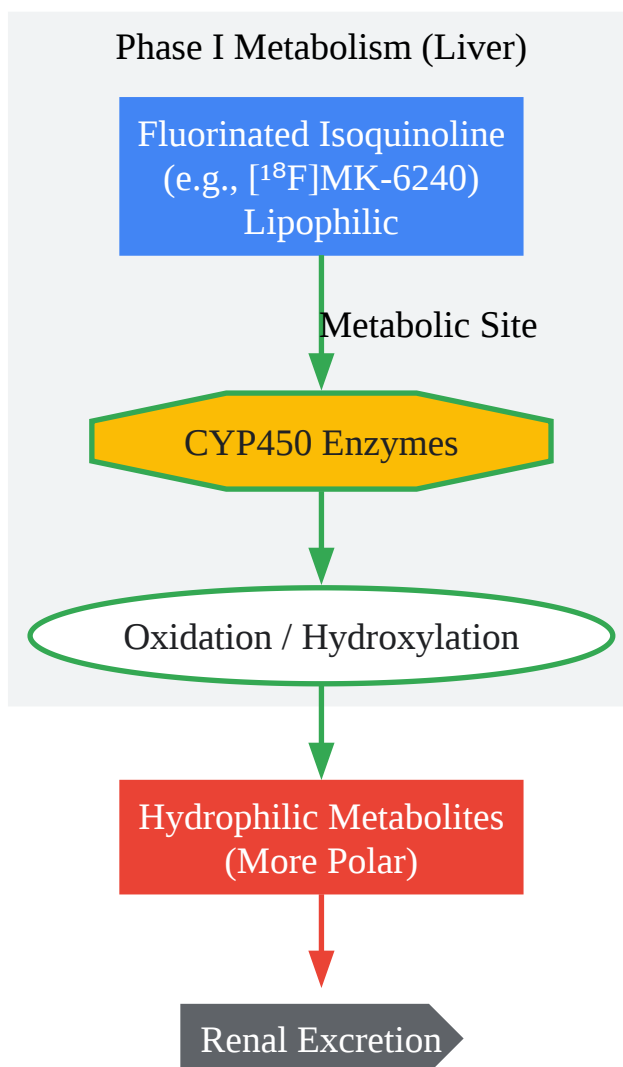 Phase I Metabolism (Liver)
Fluorinated Isoquinoline
(e.g., [¹⁸F]MK-6240)
Lipophilic
Metabolic Site
CYP450 Enzymes
Oxidation / Hydroxylation
Hydrophilic Metabolites
(More Polar)
Renal Excretion